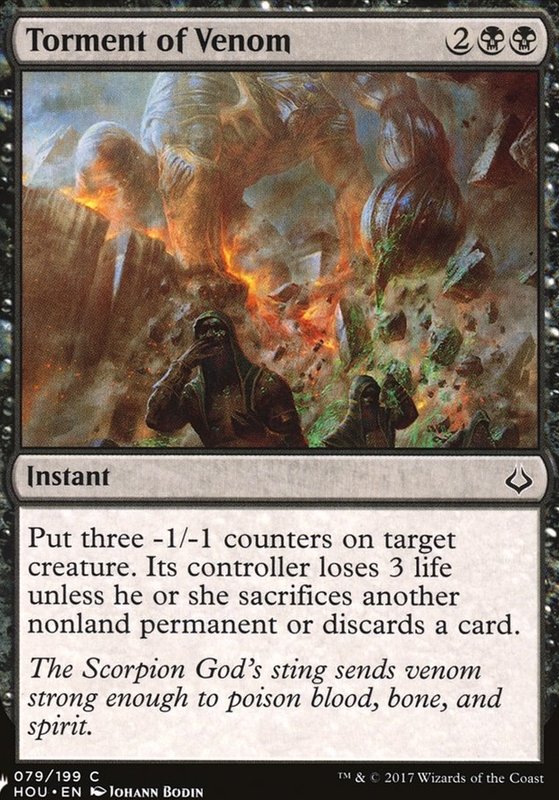 Torment of Venom 2
Instant
Put three -1/-1 counters on target
creature. Its controller loses 3 life
unless he or she sacrifices another
nonland permanent or discards a card.
The Scorpion God's sting sends venom
strong enough to poison blood, bone, and
spirit.
079/199 C
HOU • EN Johann Bodin
™ & © 2017 Wizards of the Coast